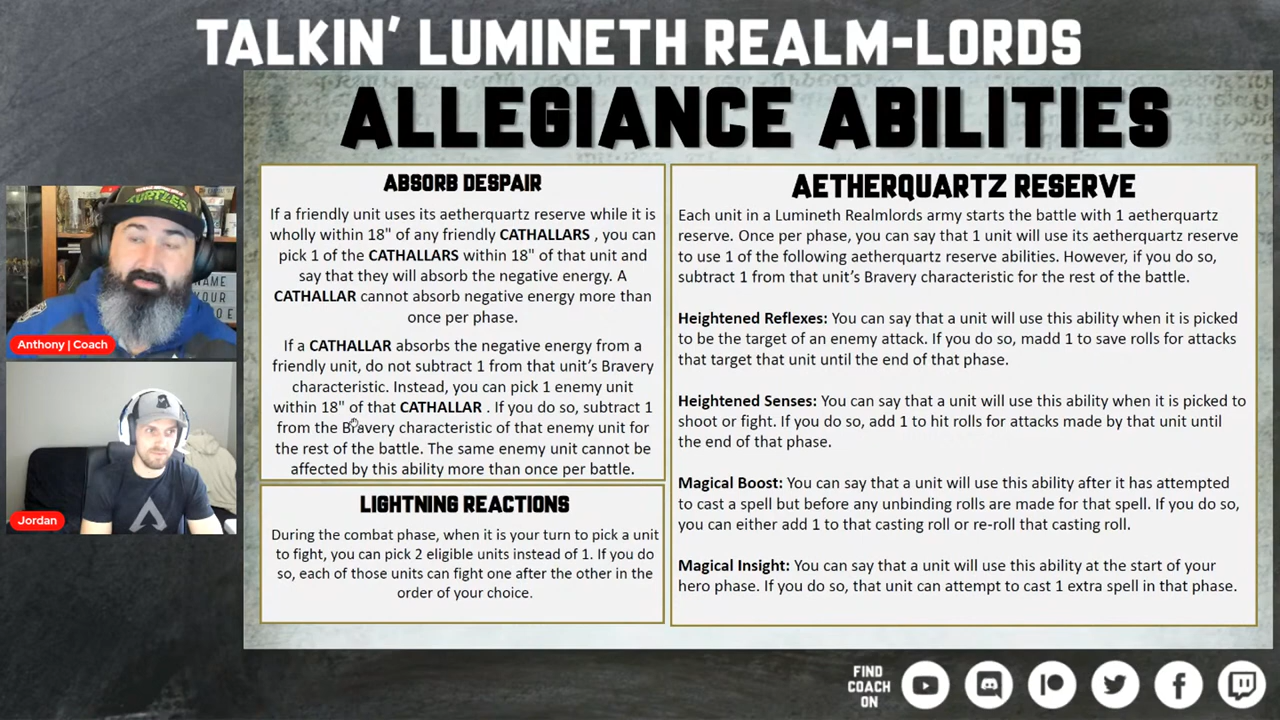 TALKIN' LUMINETH REALM-LORDS
ALLEGIANCE ABILITIES
ABSORB DESPAIR
If a friendly unit uses its aetherquartz reserve while it is
wholly within 18" of any friendly CATHALLARS , you can
pick 1 of the CATHALLARS within 18" of that unit and
say that they will absorb the negative energy. A
CATHALLAR cannot absorb negative energy more than
once per phase.
If a CATHALLAR absorbs the negative energy from a
friendly unit, do not subtract 1 from that unit's Bravery
characteristic. Instead, you can pick 1 enemy unit
within 18" of that CATHALLAR . If you do so, subtract 1
from the Bravery characteristic of that enemy unit for
the rest of the battle. The same enemy unit cannot be
affected by this ability more than once per battle.
LIGHTNING REACTIONS
During the combat phase, when it is your turn to pick a unit
to fight, you can pick 2 eligible units instead of 1. If you do
so, each of those units can fight one after the other in the
order of your choice.
AETHERQUARTZ RESERVE
Each unit in a Lumineth Realmlords army starts the battle with 1 aetherquartz
reserve. Once per phase, you can say that 1 unit will use its aetherquartz reserve
to use 1 of the following aetherquartz reserve abilities. However, if you do so,
subtract 1 from that unit's Bravery characteristic for the rest of the battle.
Heightened Reflexes: You can say that a unit will use this ability when it is picked
to be the target of an enemy attack. If you do so, madd 1 to save rolls for attacks
that target that unit until the end of that phase.
Heightened Senses: You can say that a unit will use this ability when it is picked to
shoot or fight. If you do so, add 1 to hit rolls for attacks made by that unit until
the end of that phase.
Magical Boost: You can say that a unit will use this ability after it has attempted
to cast a spell but before any unbinding rolls are made for that spell. If you do so,
you can either add 1 to that casting roll or re-roll that casting roll.
Magical Insight: You can say that a unit will use this ability at the start of your
hero phase. If you do so, that unit can attempt to cast 1 extra spell in that phase.
TURTLES
NAME
YOUR
Anthony | Coach
Jordan
FIND
COACH
ON